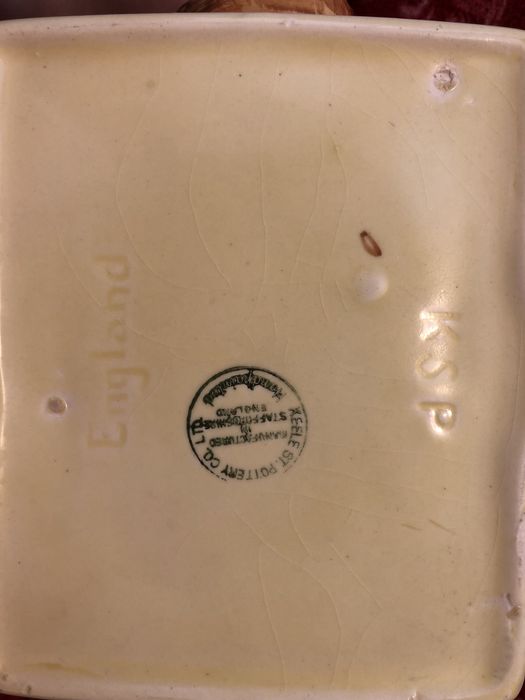 KSP
KEELE ST. POTTERY CO. LTD.
MANUFACTURED
IN
STAFFORDSHIRE
ENGLAND
England